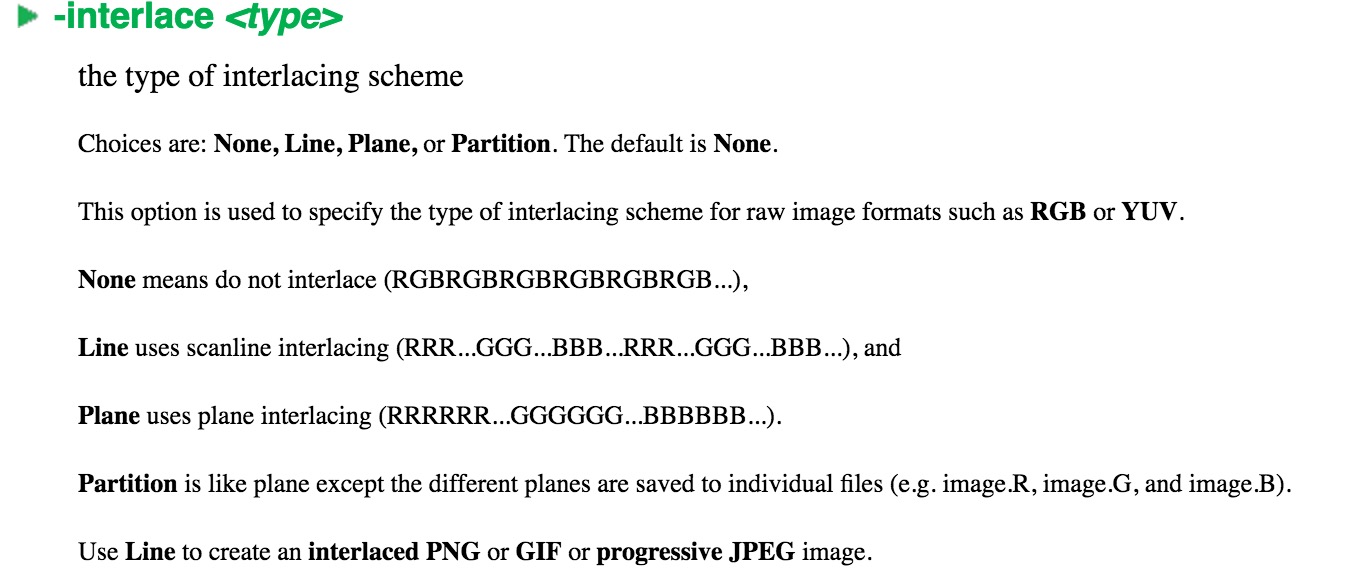 -interlace <type>
the type of interlacing scheme
Choices are: None, Line, Plane, or Partition. The default is None.
This option is used to specify the type of interlacing scheme for raw image formats such as RGB or YUV.
None means do not interlace (RGBRGBRGBRGBRGBRGB...),
Line uses scanline interlacing (RRR...GGG...BBB...RRR...GGG...BBB...), and
Plane uses plane interlacing (RRRRRR...GGGGGG...BBBBBB...).
Partition is like plane except the different planes are saved to individual files (e.g. image.R, image.G, and image.B).
Use Line to create an interlaced PNG or GIF or progressive JPEG image.